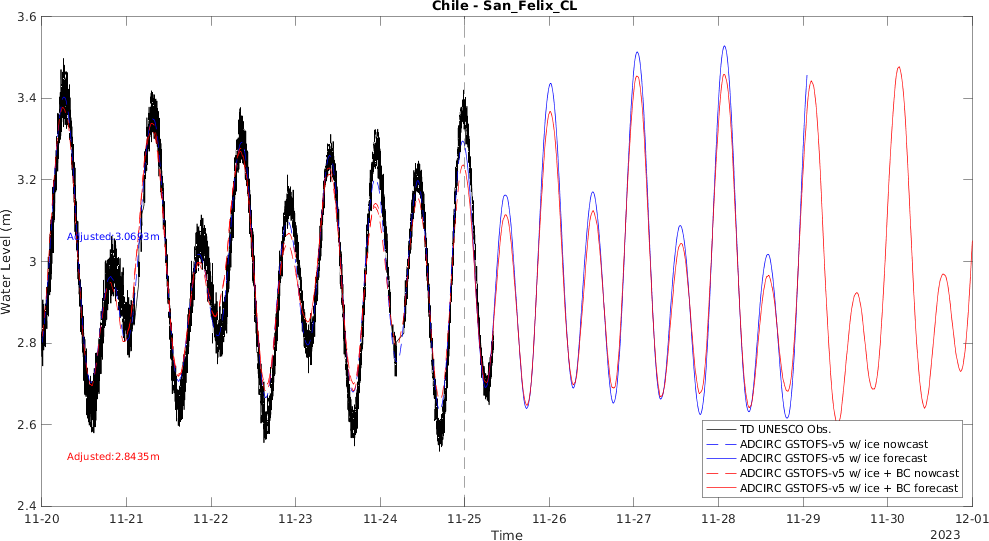 Chile - San_Felix_CL
Water Level (m)
3.6
3.4
3.2
3
2.8
2.6
2.4
Adjusted:3.0693m
Adjusted:2.8435m
TD UNESCO Obs.
ADCIRC GSTOFS-v5 w/ ice nowcast
ADCIRC GSTOFS-v5 w/ ice forecast
ADCIRC GSTOFS-v5 w/ ice + BC nowcast
ADCIRC GSTOFS-v5 w/ ice + BC forecast
11-20 11-21 11-22 11-23 11-24 11-25 11-26 11-27 11-28 11-29 11-30 12-01
Time
2023